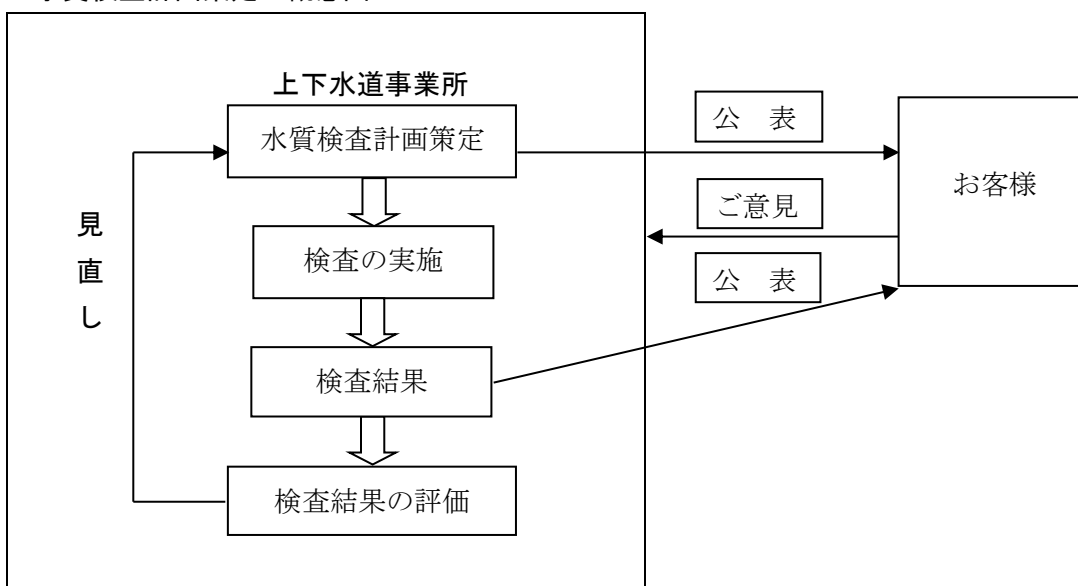 上下水道事業所
水質検査計画策定
公　表
お客様
ご意見
見直し
検査の実施
公　表
検査結果
検査結果の評価